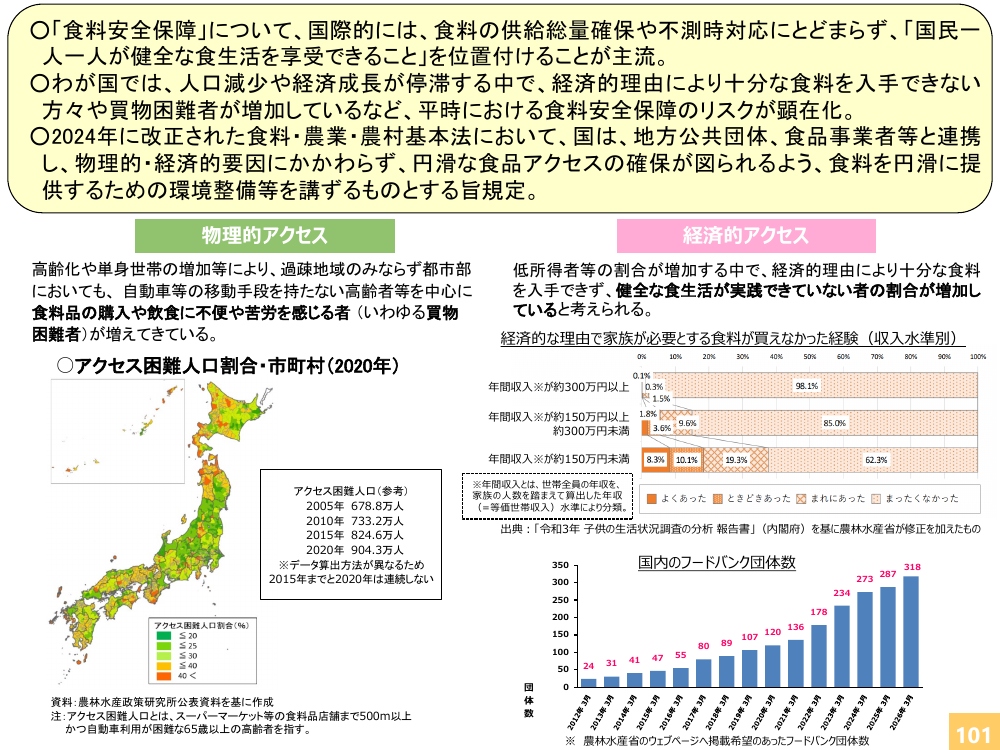 〇「食料安全保障」について、国際的には、食料の供給総量確保や不測時対応にとどまらず、「国民一
人一人が健全な食生活を享受できること」を位置付けることが主流。
〇わが国では、人口減少や経済成長が停滞する中で、経済的理由により十分な食料を入手できない
方々や買物困難者が増加しているなど、平時における食料安全保障のリスクが顕在化。
〇2024年に改正された食料・農業・農村基本法において、国は、地方公共団体、食品事業者等と連携
し、物理的・経済的要因にかかわらず、円滑な食品アクセスの確保が図られるよう、食料を円滑に提
供するための環境整備等を講ずるものとする旨規定。
物理的アクセス
高齢化や単身世帯の増加等により、過疎地域のみならず都市部
においても、自動車等の移動手段を持たない高齢者等を中心に
食料品の購入や飲食に不便や苦労を感じる者（いわゆる買物
困難者）が増えてきている。
〇アクセス困難人口割合・市町村（2020年）
アクセス困難人口（参考）
2005年 678.8万人
2010年 733.2万人
2015年 824.6万人
2020年 904.3万人
※データ算出方法が異なるため
2015年までと2020年は連続しない
アクセス困難人口割合(%)
≦ 20
≦ 25
≦ 30
≦ 40
40 <
資料：農林水産政策研究所公表資料を基に作成
注：アクセス困難人口とは、スーパーマーケット等の食料品店舗まで500m以上
かつ自動車利用が困難な65歳以上の高齢者を指す。
経済的アクセス
低所得者等の割合が増加する中で、経済的理由により十分な食料
を入手できず、健全な食生活が実践できていない者の割合が増加し
ていると考えられる。
経済的な理由で家族が必要とする食料が買えなかった経験（収入水準別）
0% 10% 20% 30% 40% 50% 60% 70% 80% 90% 100%
年間収入※が約300万円以上
0.1%
0.3%
1.5%
98.1%
年間収入※が約150万円以上
約300万円未満
1.8%
3.6%
9.6%
85.0%
年間収入※が約150万円未満
8.3%
10.1%
19.3%
62.3%
※年間収入とは、世帯全員の年収を、
家族の人数を踏まえて算出した年収
（＝等価世帯収入）水準により分類。
よくあった ときどきあった まれにあった まったくなかった
出典：「令和3年 子供の生活状況調査の分析 報告書」（内閣府）を基に農林水産省が修正を加えたもの
国内のフードバンク団体数
350
300
250
200
150
100
50
0
24 31 41 47 55 80 89 107 120 136 178 234 273 287 318
団体数
2012年3月 2013年3月 2014年3月 2015年3月 2016年3月 2017年3月 2018年3月 2019年3月 2020年3月 2021年3月 2022年3月 2023年3月 2024年3月 2025年3月 2026年3月
※ 農林水産省のウェブページへ掲載希望のあったフードバンク団体数
101